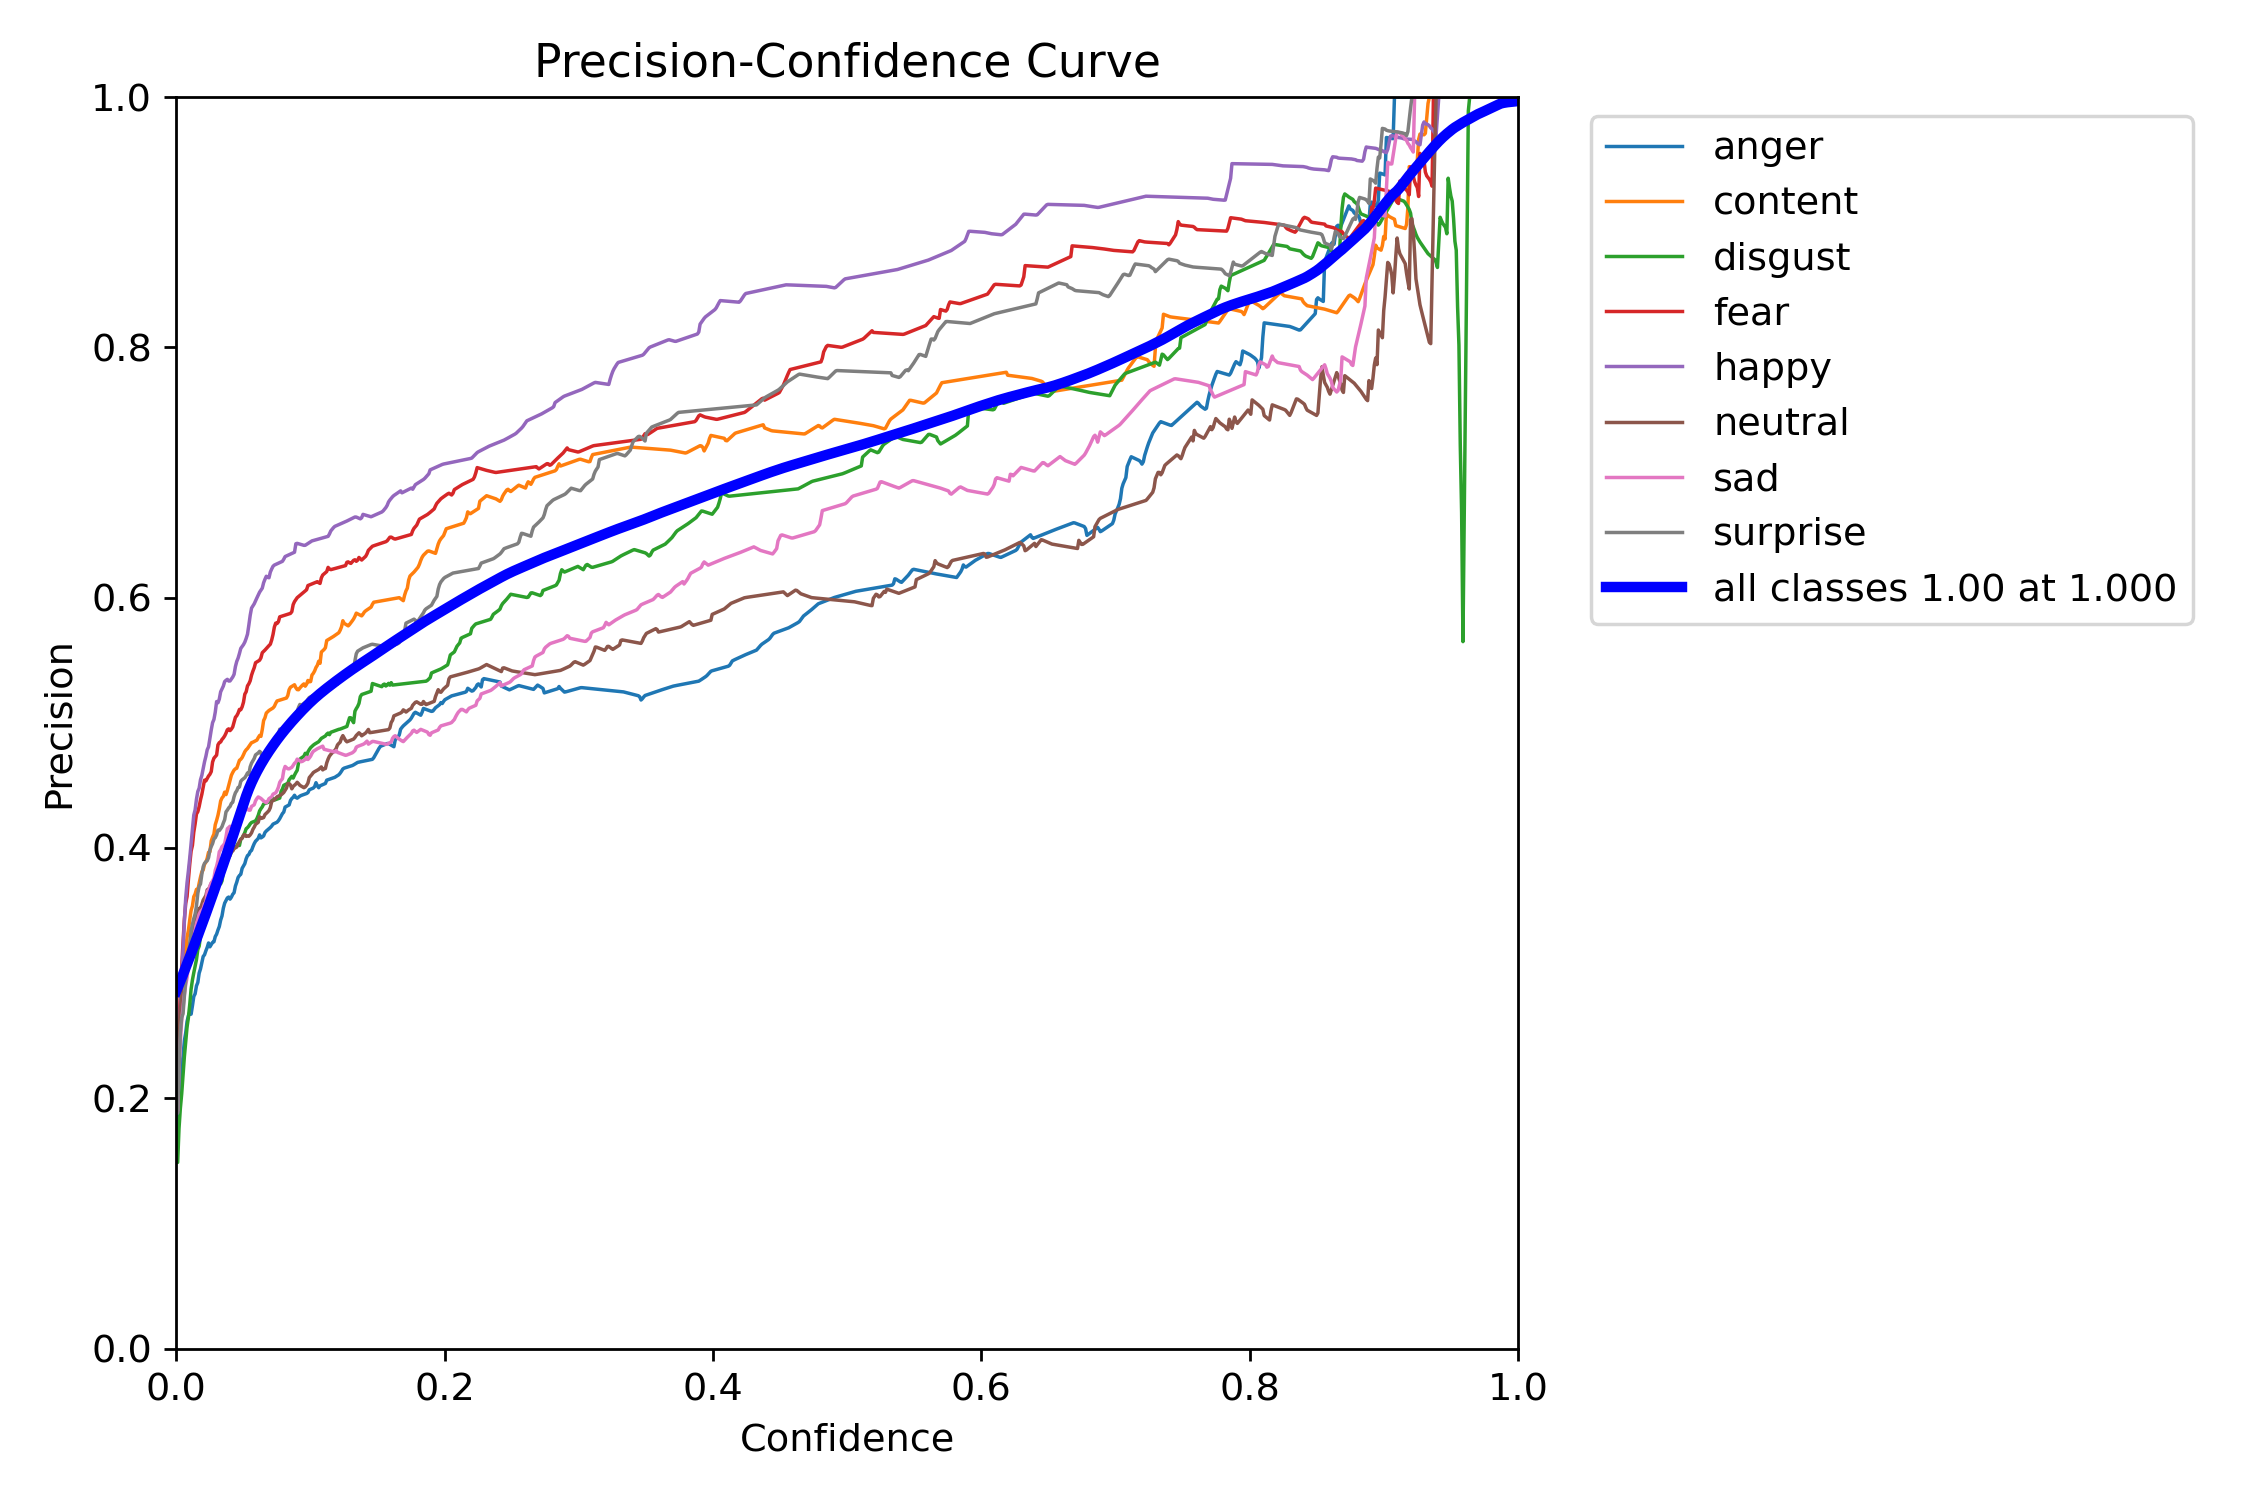 Precision-Confidence Curve
1.0
0.8
0.6
0.4
0.2
0.0
Precision
0.0 0.2 0.4 0.6 0.8 1.0
Confidence
anger
content
disgust
fear
happy
neutral
sad
surprise
all classes 1.00 at 1.000